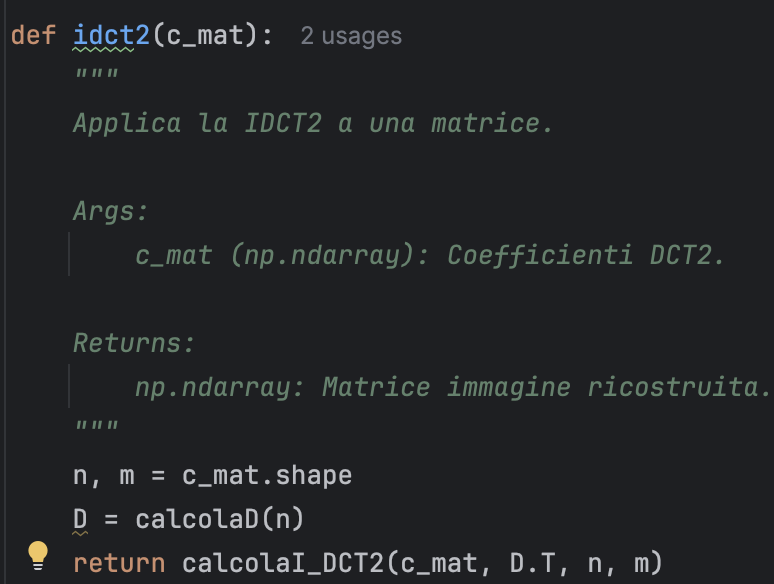 def idct2(c_mat): 2 usages
"""
Applica la IDCT2 a una matrice.
Args:
c_mat (np.ndarray): Coefficienti DCT2.
Returns:
np.ndarray: Matrice immagine ricostruita.
"""
n, m = c_mat.shape
D = calcolaD(n)
return calcolaI_DCT2(c_mat, D.T, n, m)